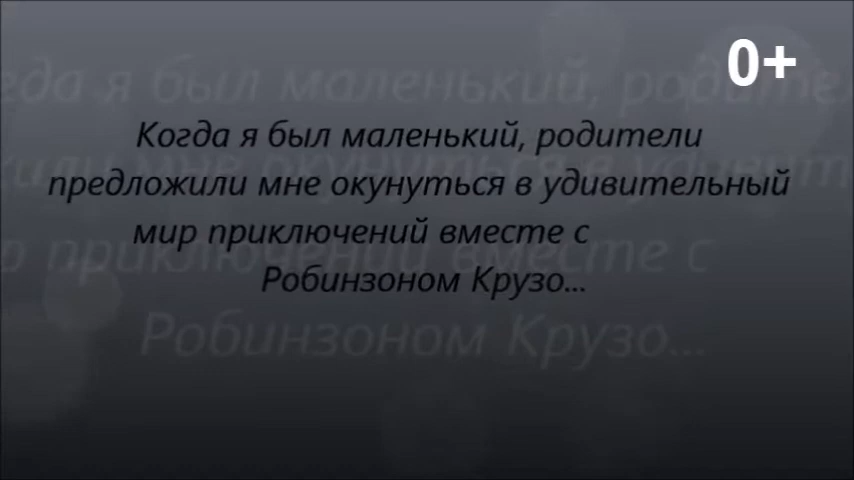 0+
Когда я был маленький, родители
предложили мне окунуться в удивительный
мир приключений вместе с
Робинзоном Крузо...